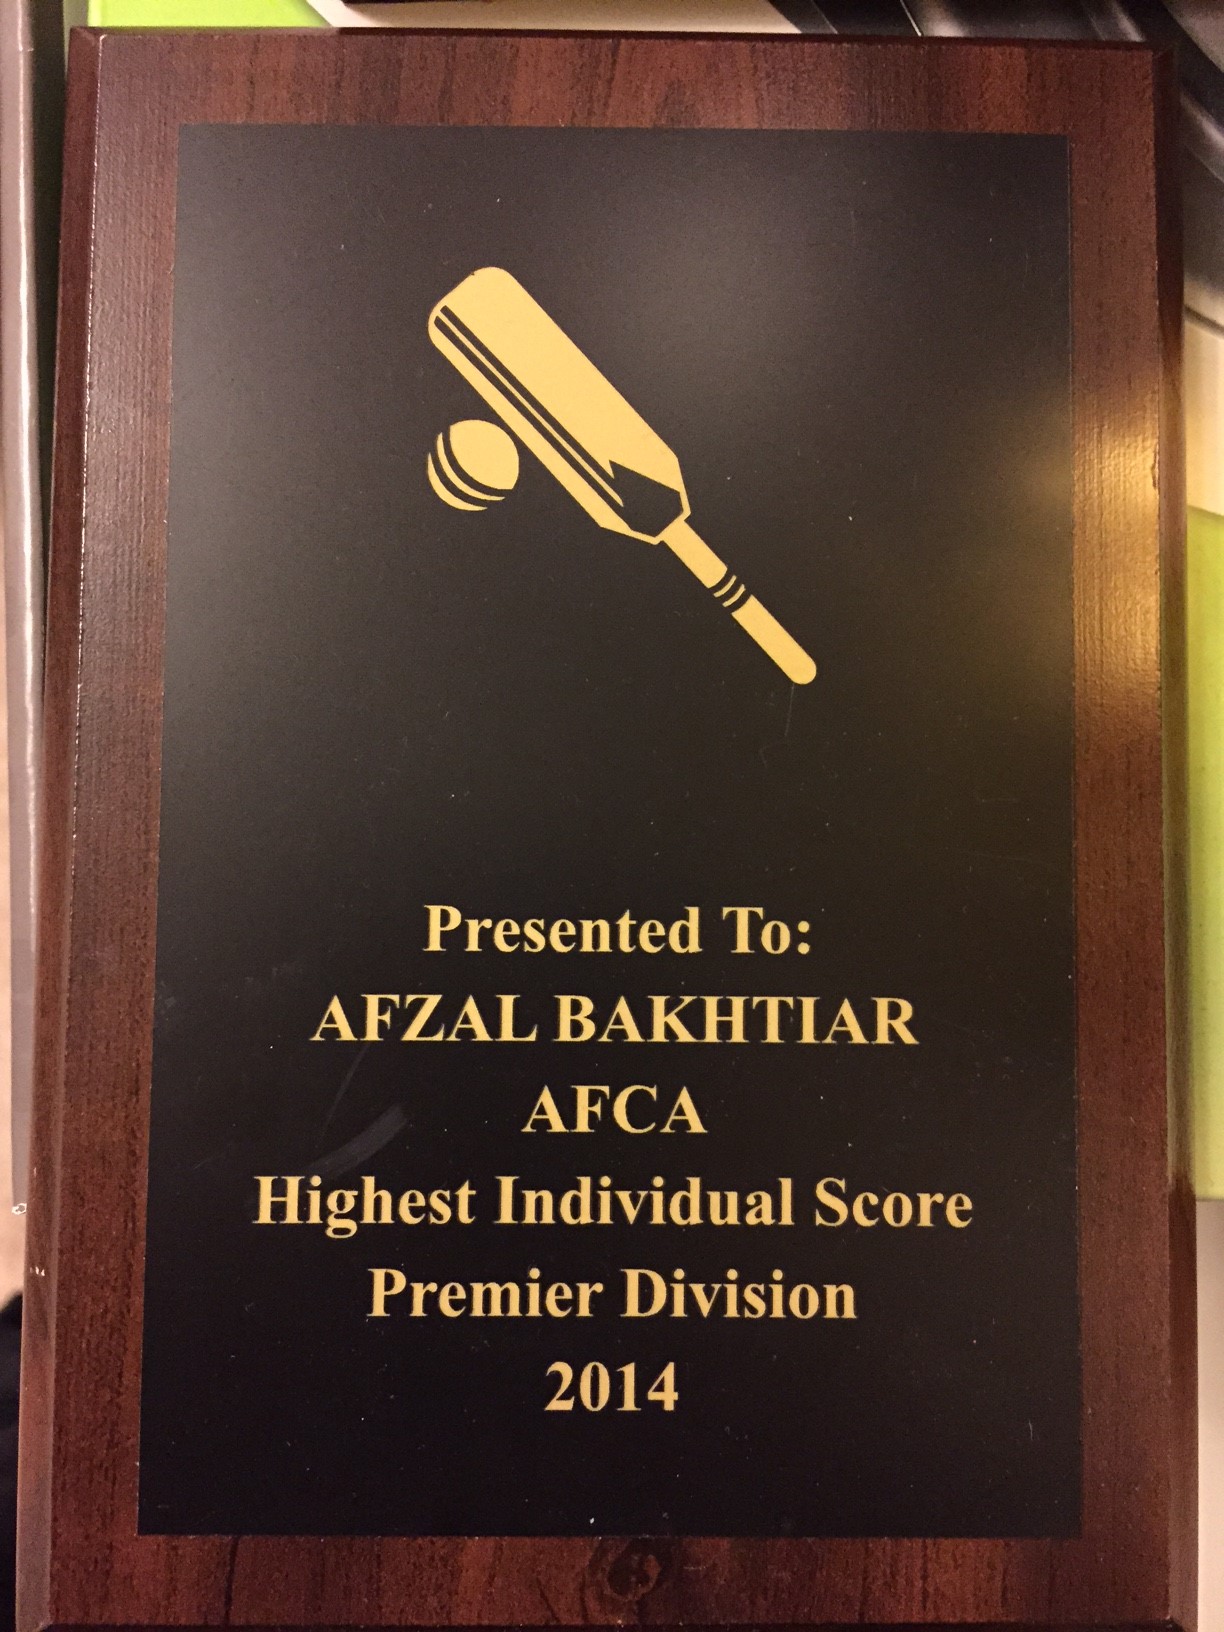 Presented To:
AFZAL BAKHTIAR
AFCA
Highest Individual Score
Premier Division
2014